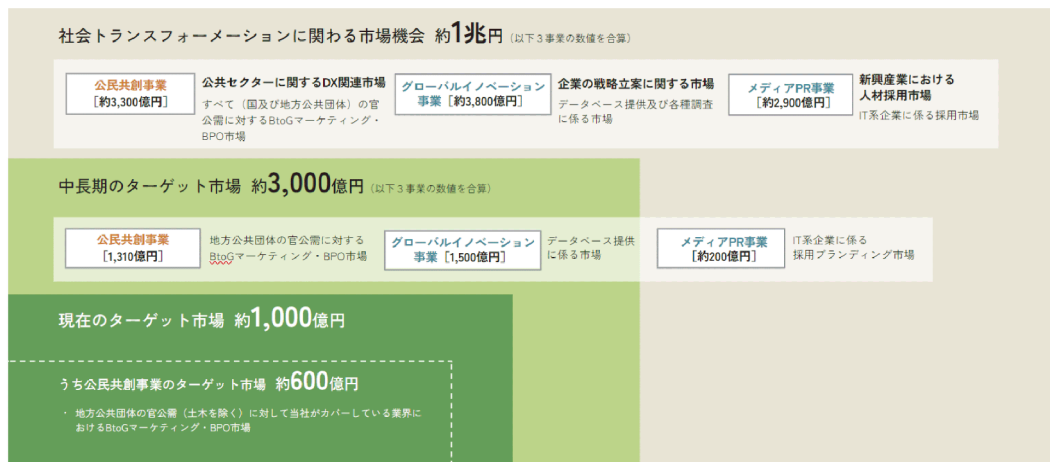 社会トランスフォーメーションに関わる市場機会 約1兆円（以下３事業の数値を合算）
公民共創事業
［約3,300億円］
公共セクターに関するDX関連市場
すべて（国及び地方公共団体）の官
公需に対するBtoGマーケティング・
BPO市場
グローバルイノベーション
事業［約3,800億円］
企業の戦略立案に関する市場
データベース提供及び各種調査
に係る市場
メディアPR事業
［約2,900億円］
新興産業における
人材採用市場
IT系企業に係る採用市場
中長期のターゲット市場 約3,000億円（以下３事業の数値を合算）
公民共創事業
［1,310億円］
地方公共団体の官公需に対する
BtoGマーケティング・BPO市場
グローバルイノベーション
事業［1,500億円］
データベース提供
に係る市場
メディアPR事業
［約200億円］
IT系企業に係る
採用ブランディング市場
現在のターゲット市場 約1,000億円
うち公民共創事業のターゲット市場 約600億円
・ 地方公共団体の官公需（土木を除く）に対して当社がカバーしている業界に
おけるBtoGマーケティング・BPO市場